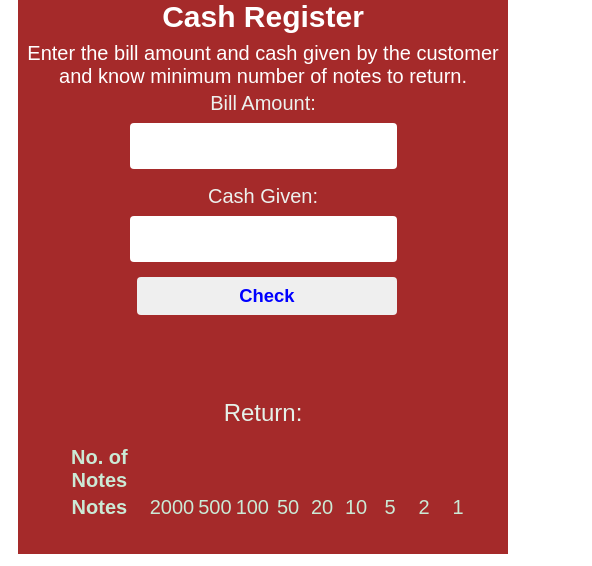 Cash Register
Enter the bill amount and cash given by the customer
and know minimum number of notes to return.
Bill Amount:
Cash Given:
Check
Return:
No. of
Notes
Notes 2000 500 100 50 20 10 5 2 1